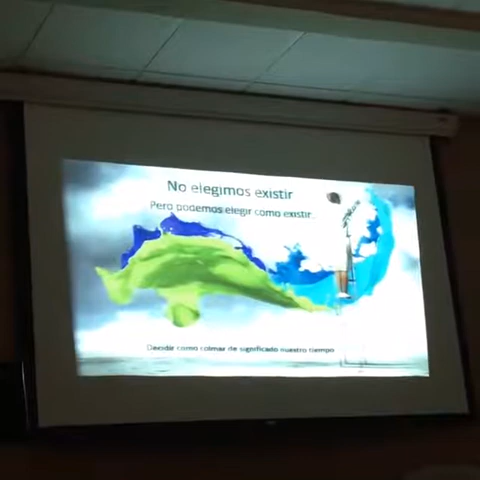 No elegimos existir
Pero podemos elegir como existir.
Decidir como colmar de significado nuestro tiempo